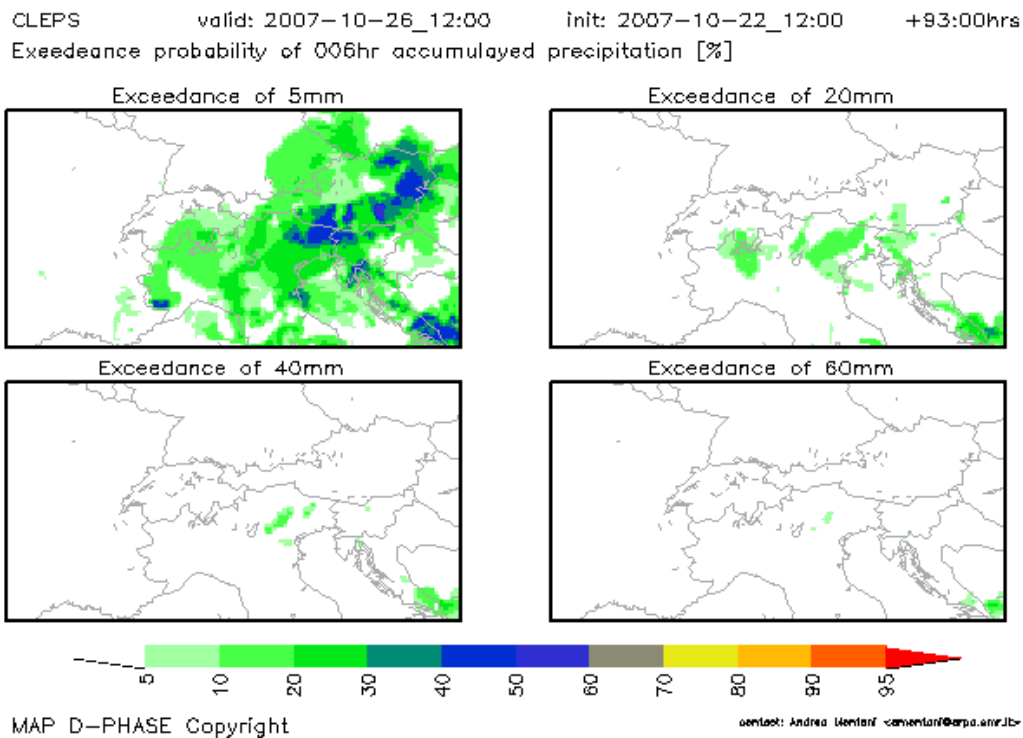 CLEPS valid: 2007-10-26_12:00 init: 2007-10-22_12:00 +93:00hrs
Exeedeance probability of 006hr accumulayed precipitation [%]
Exceedance of 5mm Exceedance of 20mm
Exceedance of 40mm Exceedance of 60mm
5 10 20 30 40 50 60 70 80 90 95
MAP D-PHASE Copyright contact: Andrea